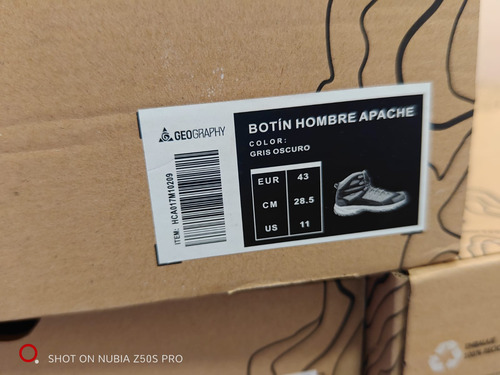 GEOGRAPHY
ITEM: HCA017M10209
BOTÍN HOMBRE APACHE
COLOR:
GRIS OSCURO
EUR 43
CM 28.5
US 11
SHOT ON NUBIA Z50S PRO